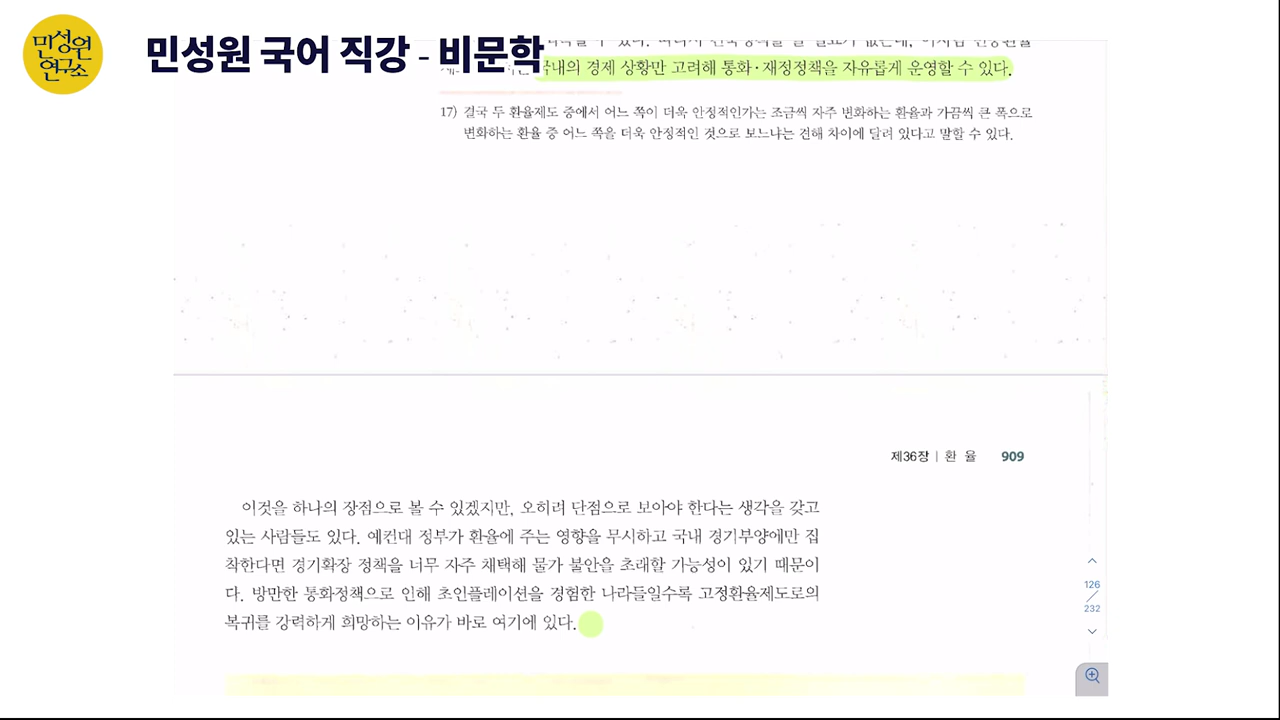 민성원
연구소
민성원 국어 직강 - 비문학
국내의 경제 상황만 고려해 통화·재정정책을 자유롭게 운영할 수 있다.
17) 결국 두 환율제도 중에서 어느 쪽이 더욱 안정적인가는 조금씩 자주 변화하는 환율과 가끔씩 큰 폭으로
변화하는 환율 중 어느 쪽을 더욱 안정적인 것으로 보느냐는 견해 차이에 달려 있다고 말할 수 있다.
제36장 | 환 율 909
이것을 하나의 장점으로 볼 수 있겠지만, 오히려 단점으로 보아야 한다는 생각을 갖고
있는 사람들도 있다. 예컨대 정부가 환율에 주는 영향을 무시하고 국내 경기부양에만 집
착한다면 경기확장 정책을 너무 자주 채택해 물가 불안을 초래할 가능성이 있기 때문이
다. 방만한 통화정책으로 인해 초인플레이션을 경험한 나라들일수록 고정환율제도로의
복귀를 강력하게 희망하는 이유가 바로 여기에 있다.
126
232